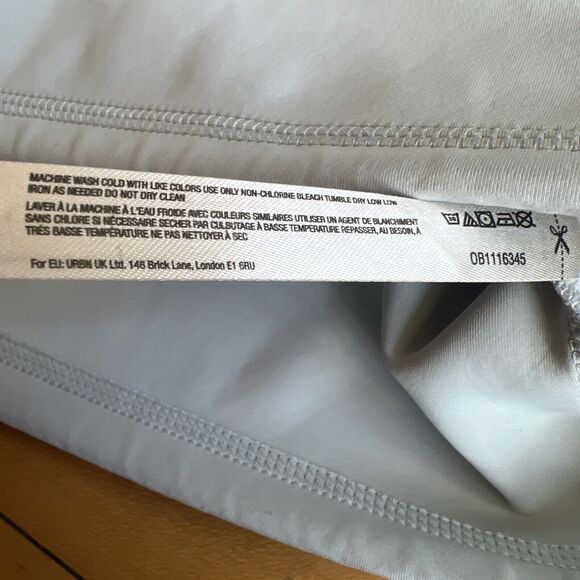 MACHINE WASH COLD WITH LIKE COLORS USE ONLY NON-CHLORINE BLEACH TUMBLE DRY LOW LOW
IRON AS NEEDED DO NOT DRY CLEAN
LAVER À LA MACHINE À L'EAU FROIDE AVEC COULEURS SIMILAIRES UTILISER UN AGENT DE BLANCHIMENT
SANS CHLORE SI NÉCESSAIRE SECHER PAR CULBUTAGE À BASSE TEMPÉRATURE REPASSER, AU BESOIN, À
TRÈS BASSE TEMPÉRATURE NE PAS NETTOYER À SEC
For EU: URBN UK Ltd. 146 Brick Lane, London E1 6RU
OB1116345